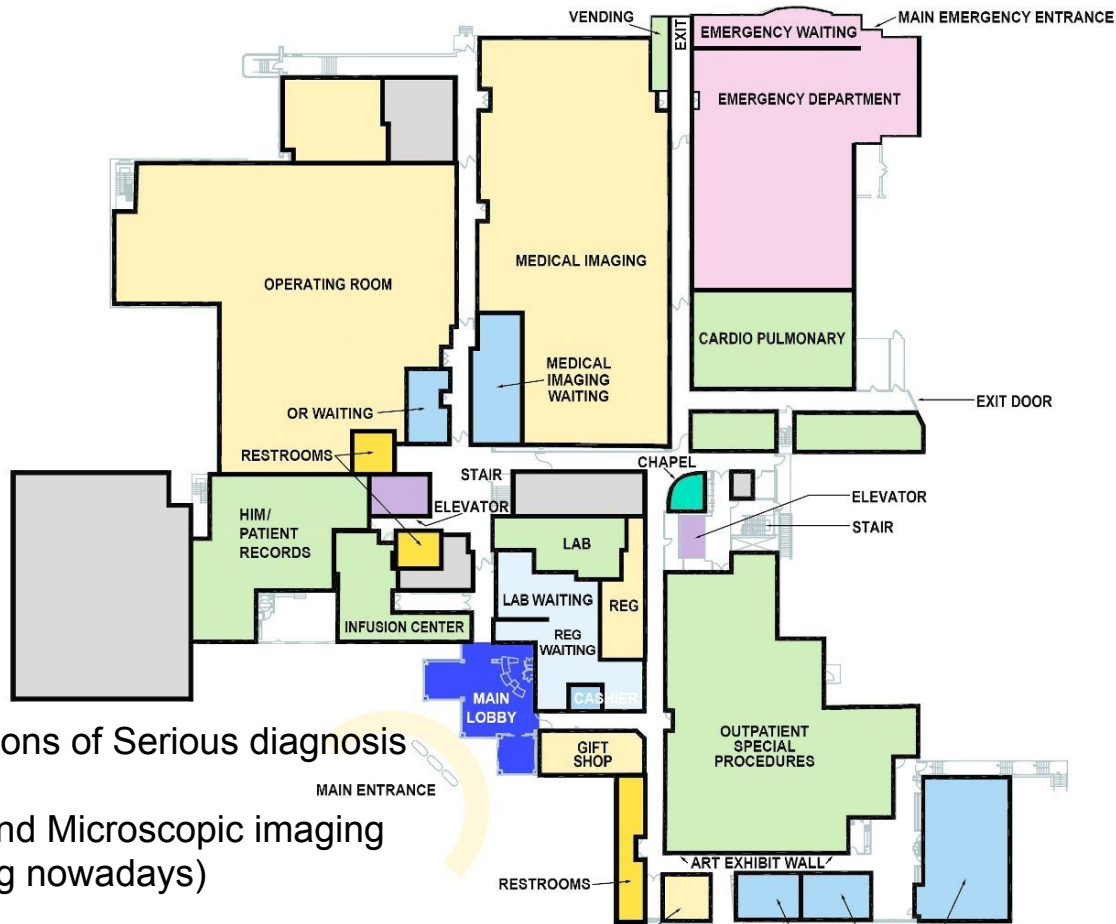 VENDING
EXIT
EMERGENCY WAITING
MAIN EMERGENCY ENTRANCE
EMERGENCY DEPARTMENT
OPERATING ROOM
MEDICAL IMAGING
CARDIO PULMONARY
MEDICAL
IMAGING
WAITING
OR WAITING
EXIT DOOR
RESTROOMS
STAIR
CHAPEL
ELEVATOR
ELEVATOR
STAIR
HIM/
PATIENT
RECORDS
LAB
LAB WAITING
REG
INFUSION CENTER
REG
WAITING
MAIN
LOBBY
CASHIER
OUTPATIENT
SPECIAL
PROCEDURES
ons of Serious diagnosis
GIFT
SHOP
MAIN ENTRANCE
nd Microscopic imaging
g nowadays)
ART EXHIBIT WALL
RESTROOMS